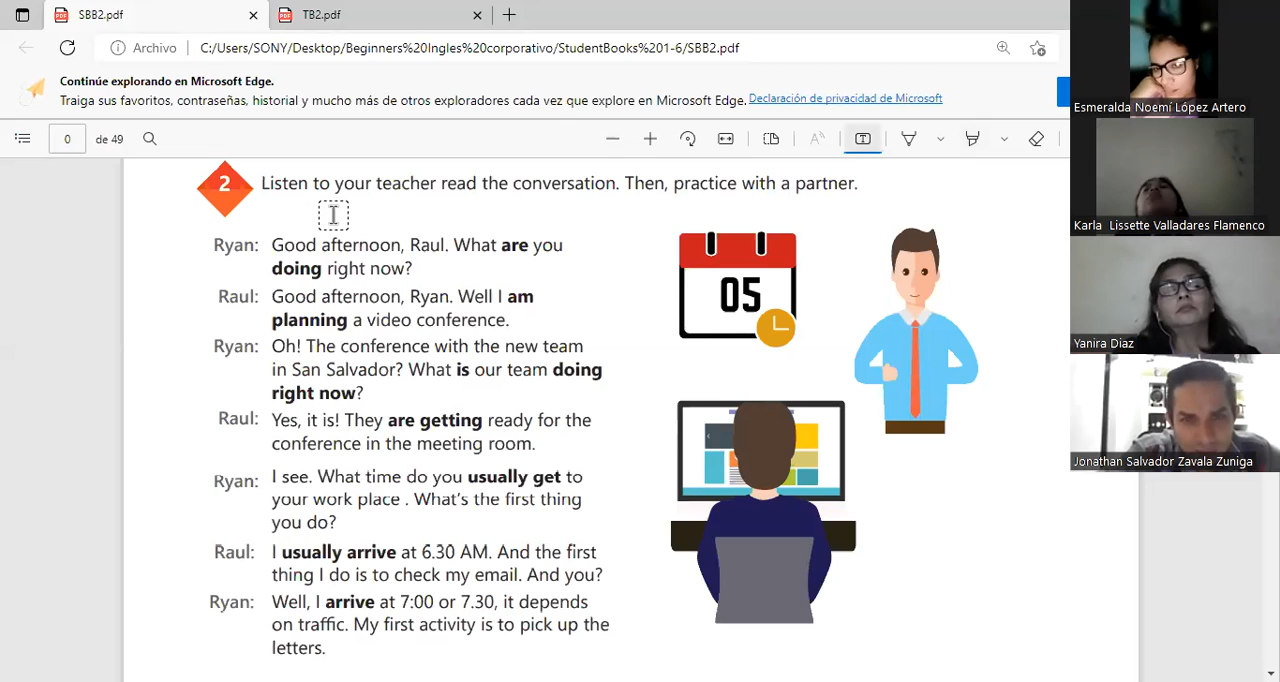 SBB2.pdf
TB2.pdf
Archivo
C:/Users/SONY/Desktop/Beginners%20Ingles%20corporativo/StudentBooks%201-6/SBB2.pdf
Continúe explorando en Microsoft Edge.
Traiga sus favoritos, contraseñas, historial y mucho más de otros exploradores cada vez que explore en Microsoft Edge. Declaración de privacidad de Microsoft
0 de 49
2 Listen to your teacher read the conversation. Then, practice with a partner.
Ryan: Good afternoon, Raul. What are you
doing right now?
Raul: Good afternoon, Ryan. Well I am
planning a video conference.
Ryan: Oh! The conference with the new team
in San Salvador? What is our team doing
right now?
Raul: Yes, it is! They are getting ready for the
conference in the meeting room.
Ryan: I see. What time do you usually get to
your work place . What's the first thing
you do?
Raul: I usually arrive at 6.30 AM. And the first
thing I do is to check my email. And you?
Ryan: Well, I arrive at 7:00 or 7.30, it depends
on traffic. My first activity is to pick up the
letters.
05
Esmeralda Noemí López Artero
Karla Lissette Valladares Flamenco
Yanira Diaz
Jonathan Salvador Zavala Zuniga